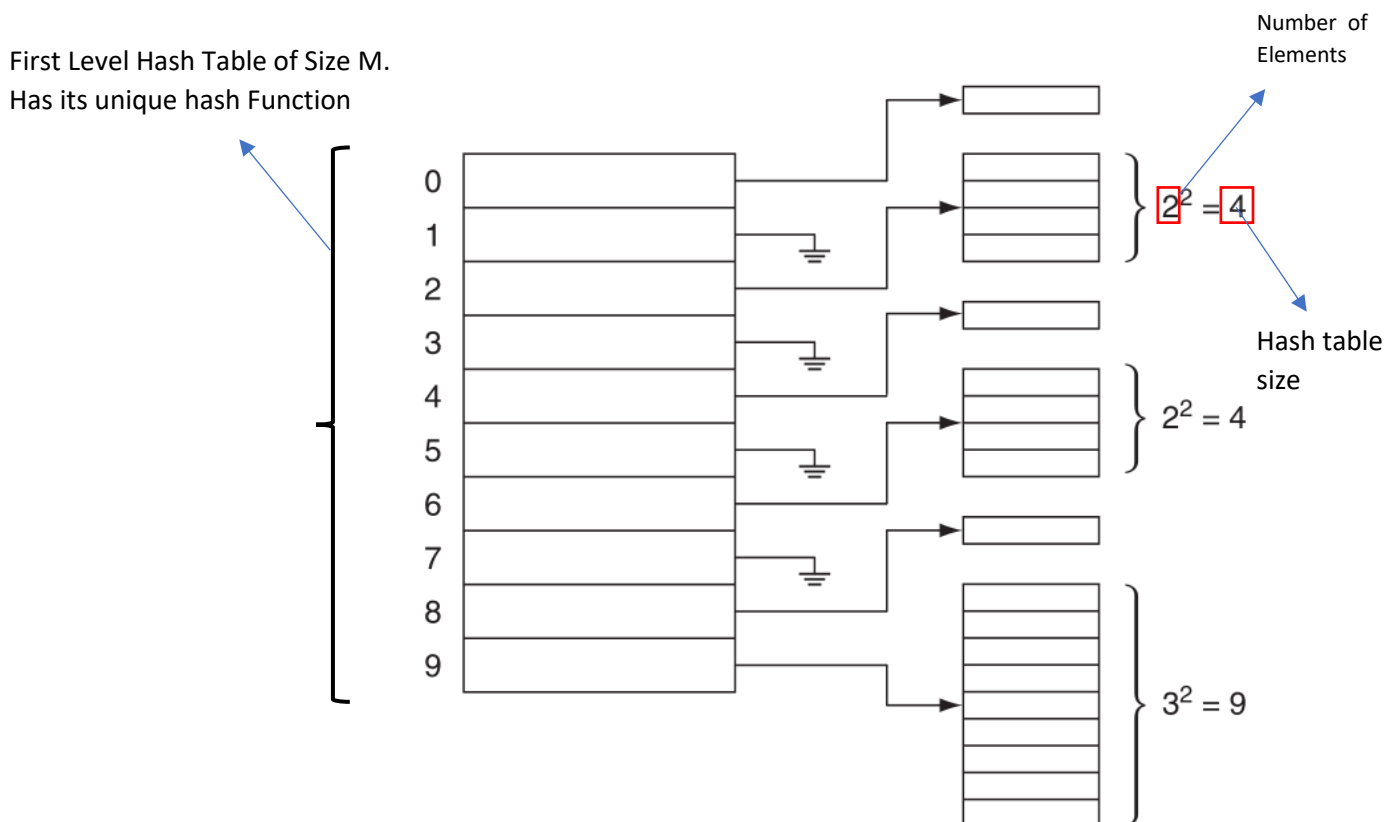 Number of
Elements
First Level Hash Table of Size M.
Has its unique hash Function
0
1
2
3
4
5
6
7
8
9
2² = 4
Hash table
size
2² = 4
3² = 9